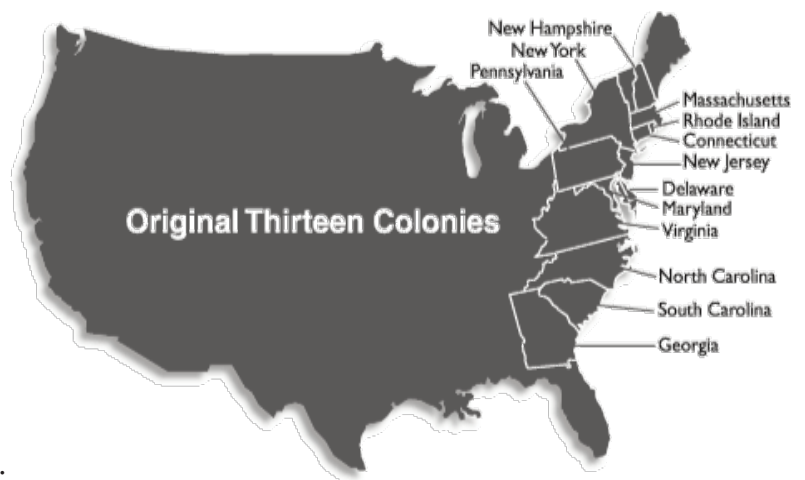 New Hampshire
New York
Pennsylvania
Massachusetts
Rhode Island
Connecticut
New Jersey
Delaware
Maryland
Virginia
Original Thirteen Colonies
North Carolina
South Carolina
Georgia
.